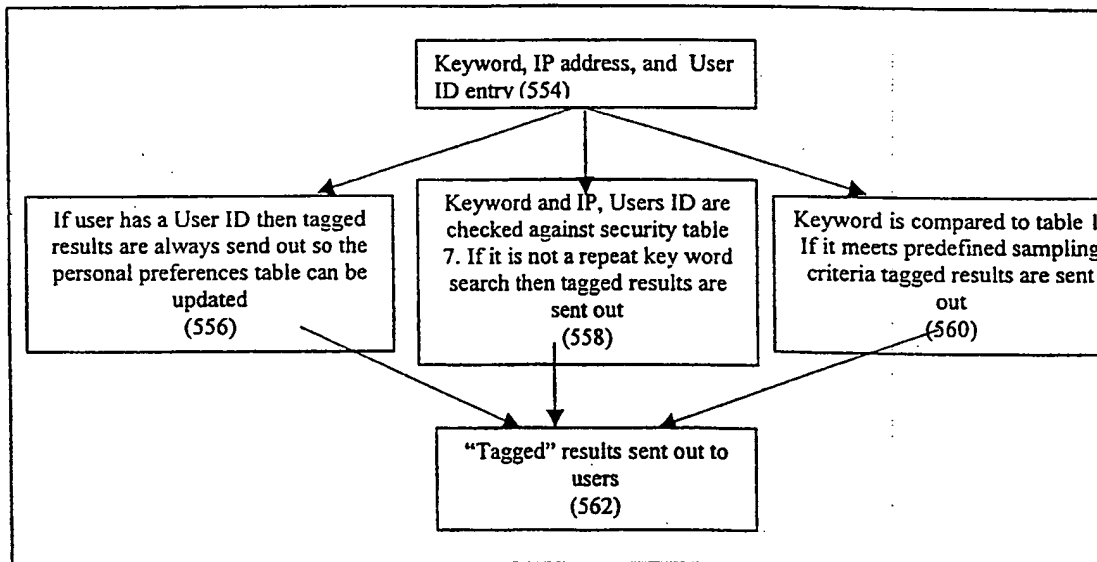 Keyword, IP address, and User
ID entry (554)
If user has a User ID then tagged
results are always send out so the
personal preferences table can be
updated
(556)
Keyword and IP, Users ID are
checked against security table
7. If it is not a repeat key word
search then tagged results are
sent out
(558)
Keyword is compared to table 1
If it meets predefined sampling
criteria tagged results are sent
out
(560)
“Tagged” results sent out to
users
(562)